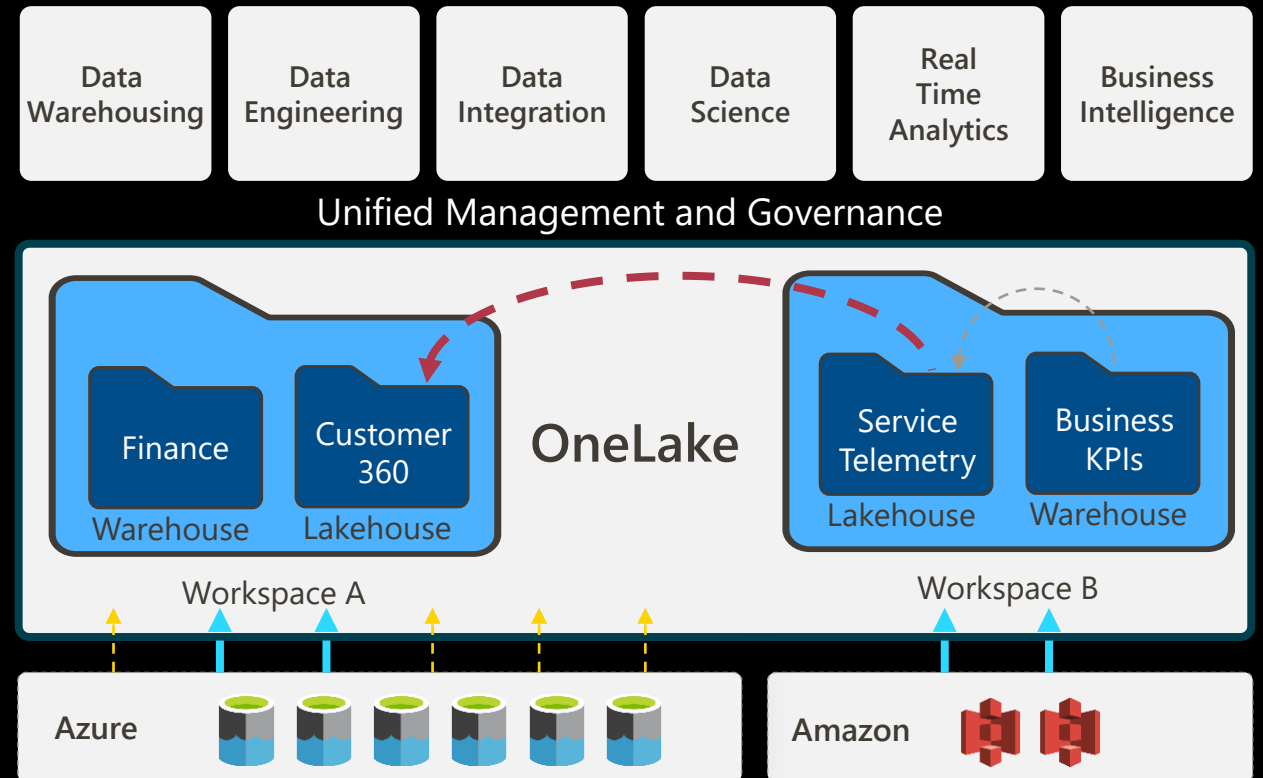 Data
Warehousing
Data
Engineering
Data
Integration
Data
Science
Real
Time
Analytics
Business
Intelligence
Unified Management and Governance
Finance
Warehouse
Customer
360
Lakehouse
Workspace A
OneLake
Service
Telemetry
Lakehouse
Business
KPIs
Warehouse
Workspace B
Azure
Amazon